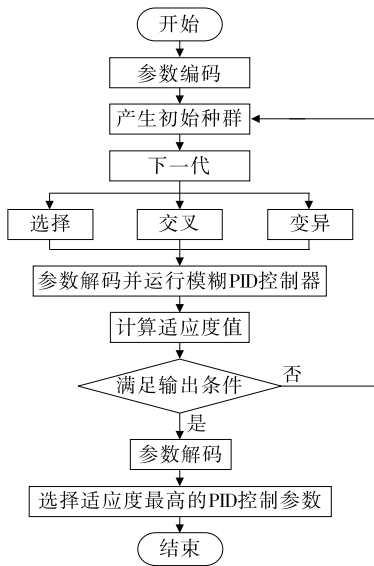 开始
参数编码
产生初始种群
下一代
选择
交叉
变异
参数解码并运行模糊PID控制器
计算适应度值
满足输出条件
否
是
参数解码
选择适应度最高的PID控制参数
结束